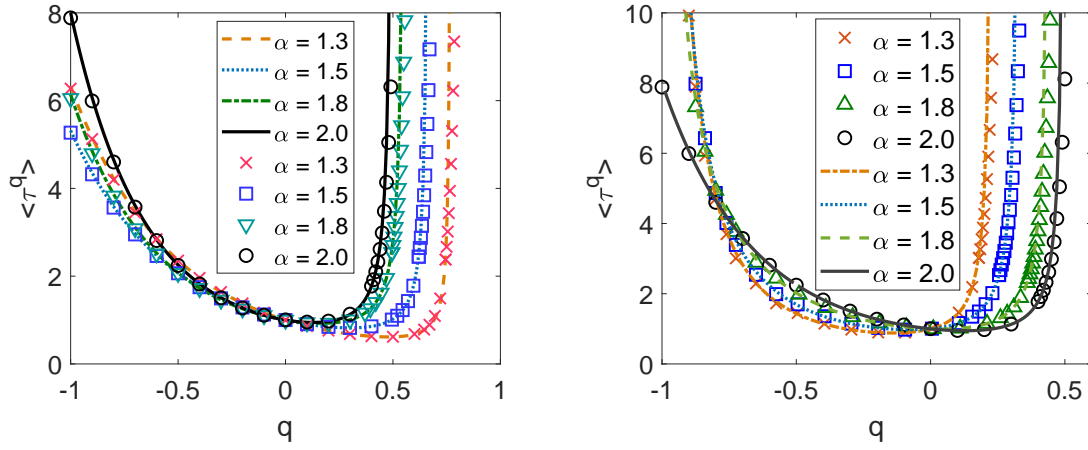 8
6
4
2
0
-1
-0.5
0
0.5
1
q
<τ^q>
α = 1.3
α = 1.5
α = 1.8
α = 2.0
α = 1.3
α = 1.5
α = 1.8
α = 2.0
10
8
6
4
2
0
-1
-0.5
0
0.5
q
<τ^q>
α = 1.3
α = 1.5
α = 1.8
α = 2.0
α = 1.3
α = 1.5
α = 1.8
α = 2.0